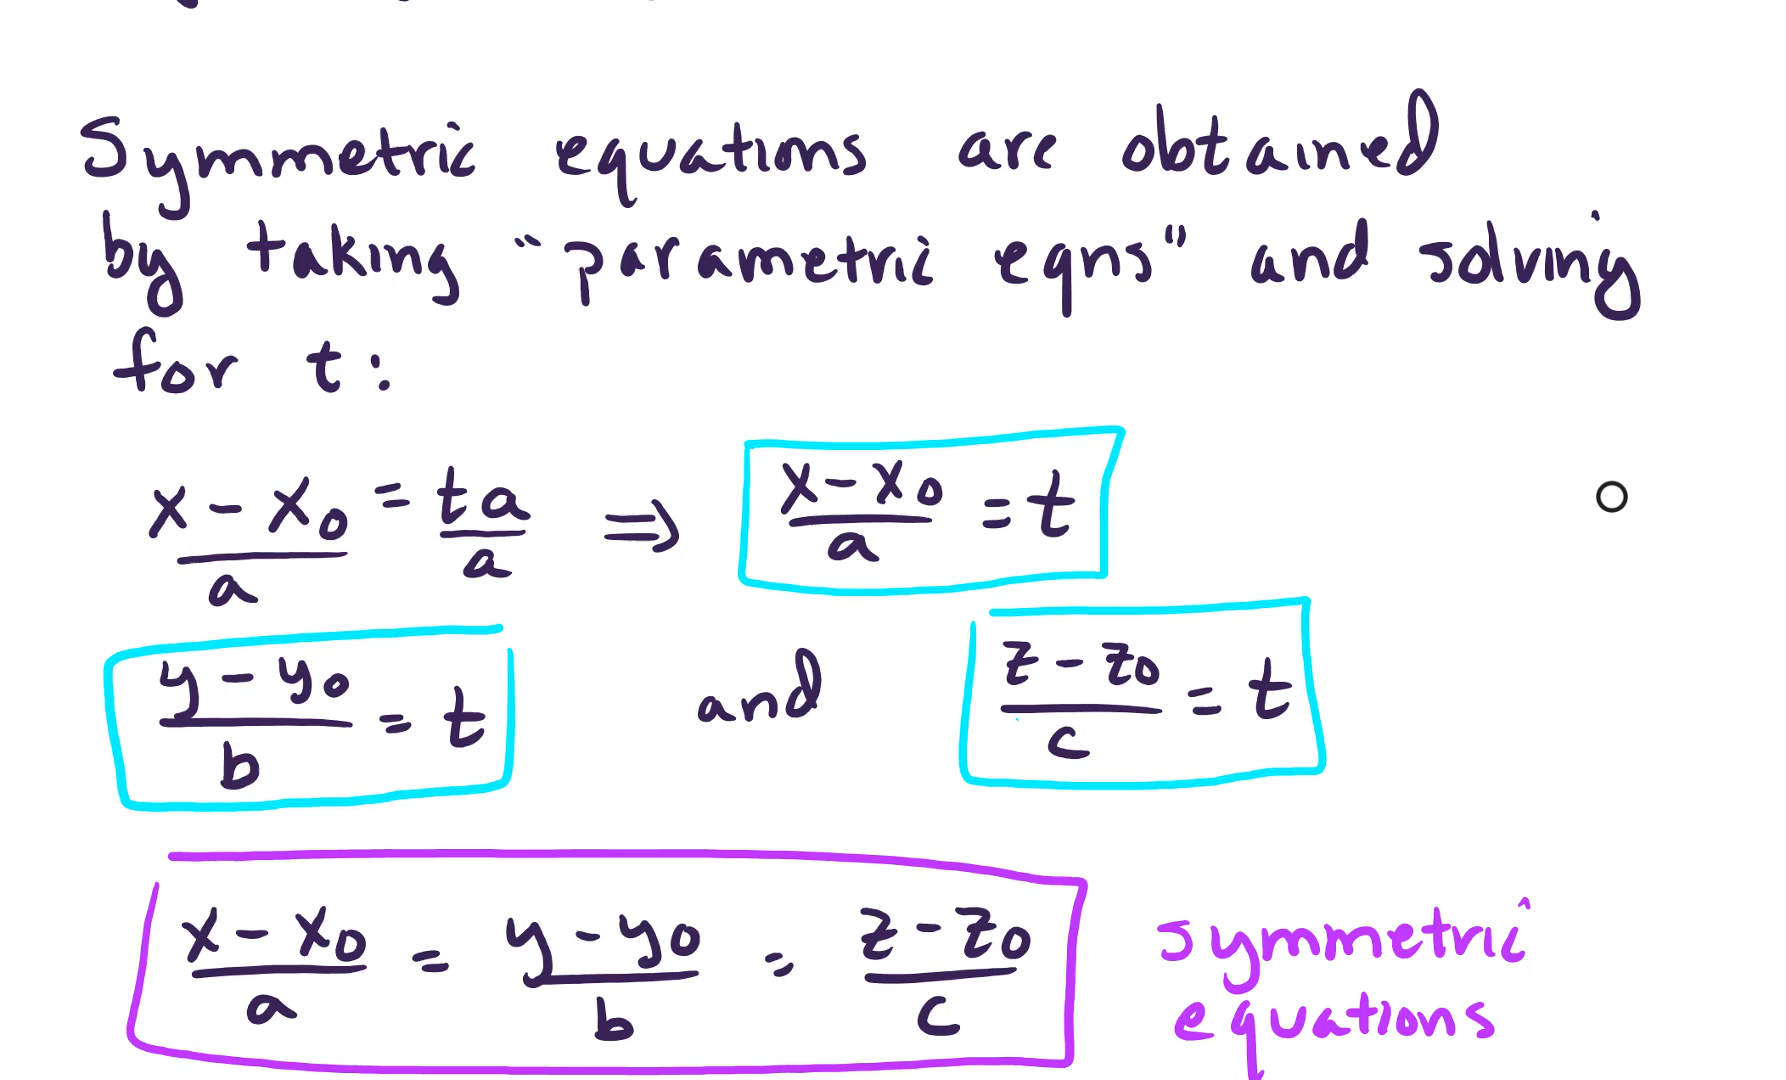 Symmetric equations are obtained
by taking "parametric eqns" and solving
for t:
x - x₀ / a = ta / a ⇒ x - x₀ / a = t
y - y₀ / b = t and z - z₀ / c = t
x - x₀ / a = y - y₀ / b = z - z₀ / c symmetric
equations